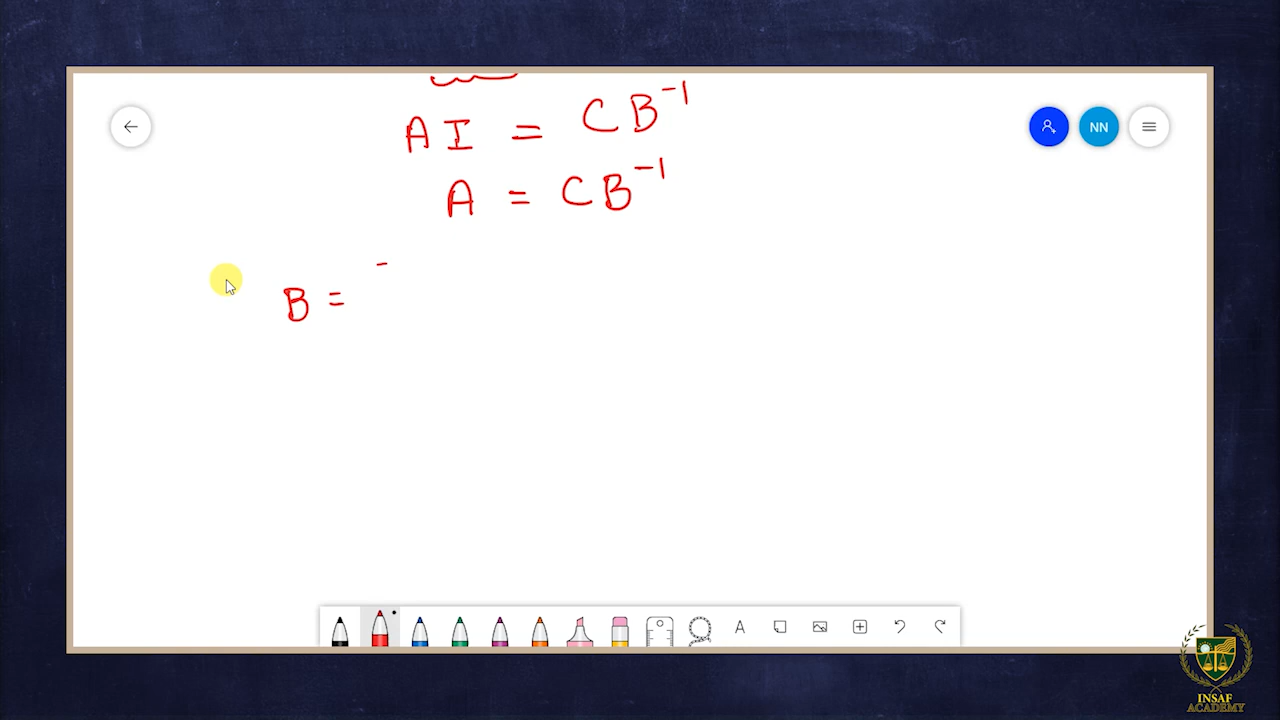 AI = CB⁻¹
A = CB⁻¹
B =
NN
A
INSAF
ACADEMY